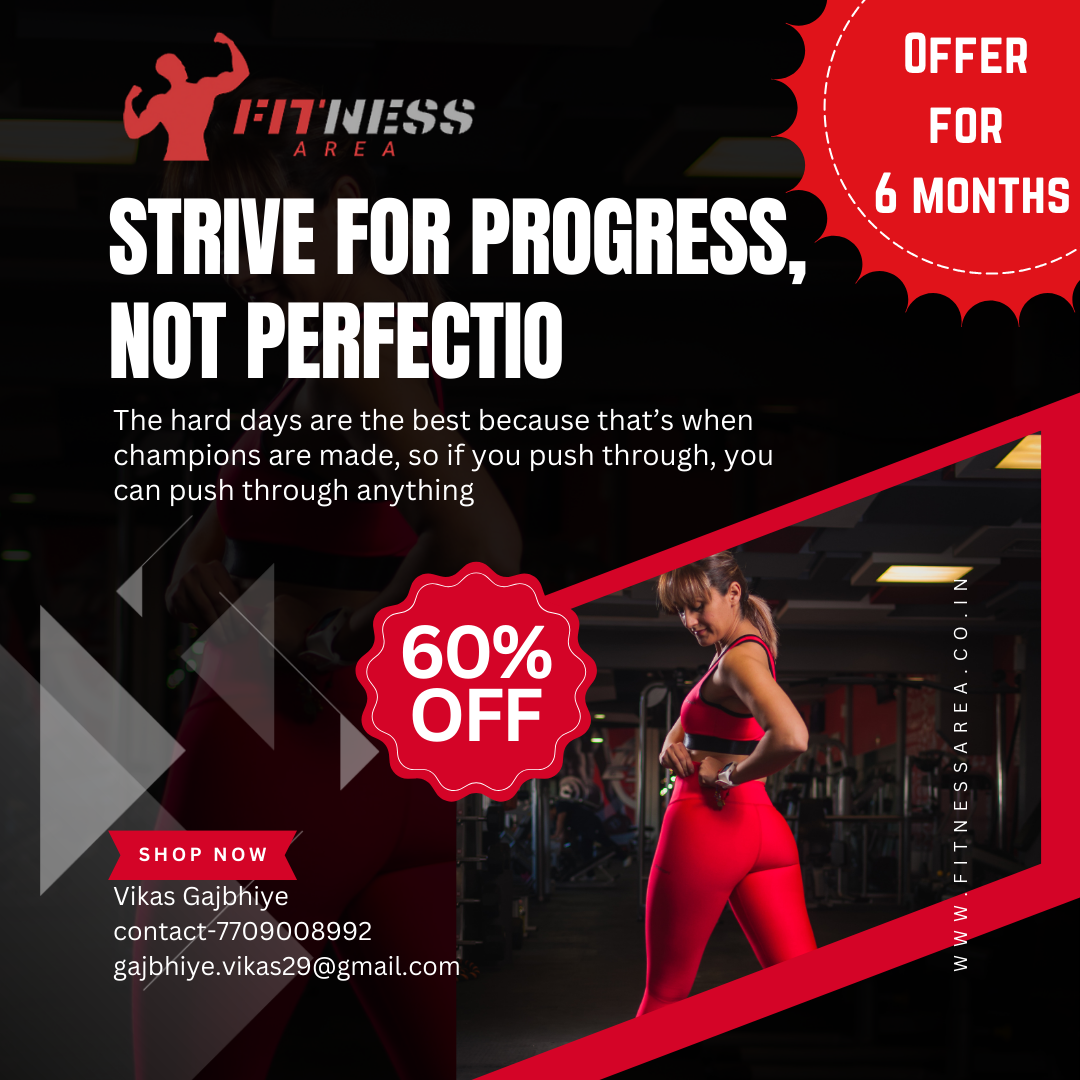 FITNESS
AREA
OFFER
FOR
6 MONTHS
STRIVE FOR PROGRESS,
NOT PERFECTIO
The hard days are the best because that’s when
champions are made, so if you push through, you
can push through anything
60%
OFF
WWW.FITNESSAREA.CO.IN
SHOP NOW
Vikas Gajbhiye
contact-7709008992
gajbhiye.vikas29@gmail.com